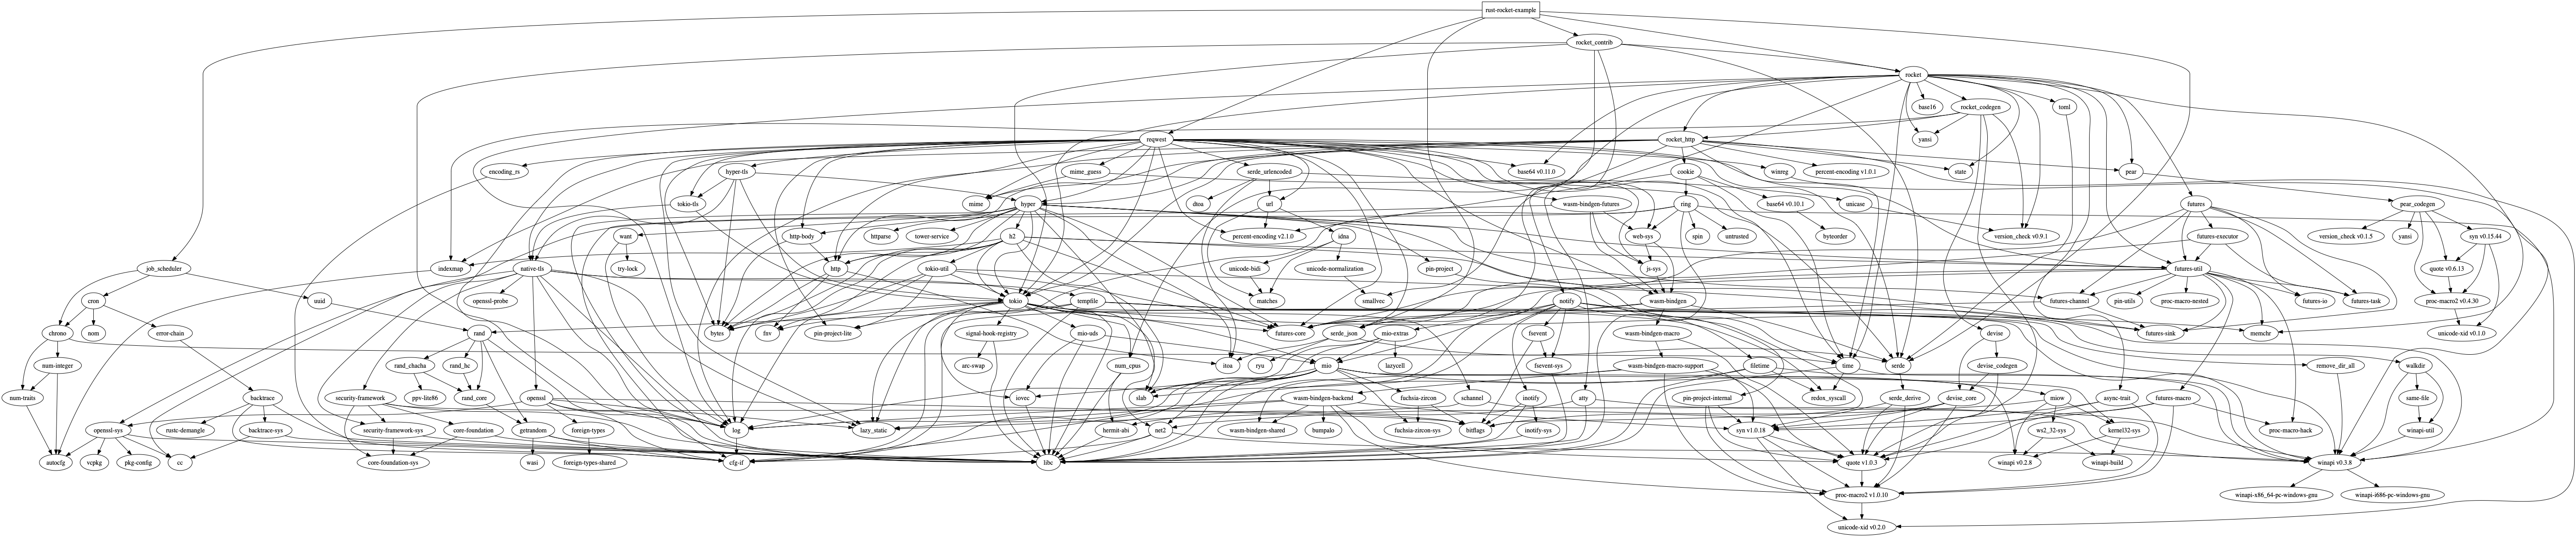 rust-rocket-example
rocket_contrib
rocket
base16
rocket_codegen
toml
reqwest
yansi
rocket_http
encoding_rs
hyper-tls
mime_guess
serde_urlencoded
base64 v0.11.0
cookie
winreg
percent-encoding v1.0.1
state
pear
tokio-tls
mime
hyper
dtoa
url
wasm-bindgen-futures
ring
base64 v0.10.1
unicase
futures
pear_codegen
want
http-body
httparse
tower-service
h2
percent-encoding v2.1.0
idna
web-sys
spin
untrusted
byteorder
version_check v0.9.1
futures-executor
version_check v0.1.5
yansi
syn v0.15.44
job_scheduler
indexmap
native-tls
try-lock
http
tokio-util
unicode-bidi
unicode-normalization
js-sys
pin-project
futures-util
quote v0.6.13
cron
uuid
openssl-probe
tokio
tempfile
matches
smallvec
notify
wasm-bindgen
futures-channel
pin-utils
proc-macro-nested
futures-io
futures-task
proc-macro2 v0.4.30
chrono
nom
error-chain
rand
bytes
fnv
pin-project-lite
signal-hook-registry
mio-uds
futures-core
serde_json
mio-extras
fsevent
wasm-bindgen-macro
devise
futures-sink
memchr
unicode-xid v0.1.0
num-integer
rand_chacha
rand_hc
arc-swap
num_cpus
itoa
ryu
mio
lazycell
fsevent-sys
wasm-bindgen-macro-support
filetime
time
serde
devise_codegen
remove_dir_all
walkdir
num-traits
backtrace
ppv-lite86
rand_core
security-framework
openssl
iovec
slab
fuchsia-zircon
schannel
inotify
wasm-bindgen-backend
atty
pin-project-internal
redox_syscall
serde_derive
devise_core
miow
async-trait
futures-macro
same-file
openssl-sys
rustc-demangle
backtrace-sys
security-framework-sys
core-foundation
getrandom
foreign-types
log
lazy_static
hermit-abi
net2
fuchsia-zircon-sys
bitflags
inotify-sys
wasm-bindgen-shared
bumpalo
syn v1.0.18
ws2_32-sys
kernel32-sys
proc-macro-hack
winapi-util
autocfg
vcpkg
pkg-config
cc
core-foundation-sys
wasi
foreign-types-shared
cfg-if
libc
quote v1.0.3
winapi v0.2.8
winapi-build
winapi v0.3.8
proc-macro2 v1.0.10
winapi-x86_64-pc-windows-gnu
winapi-i686-pc-windows-gnu
unicode-xid v0.2.0